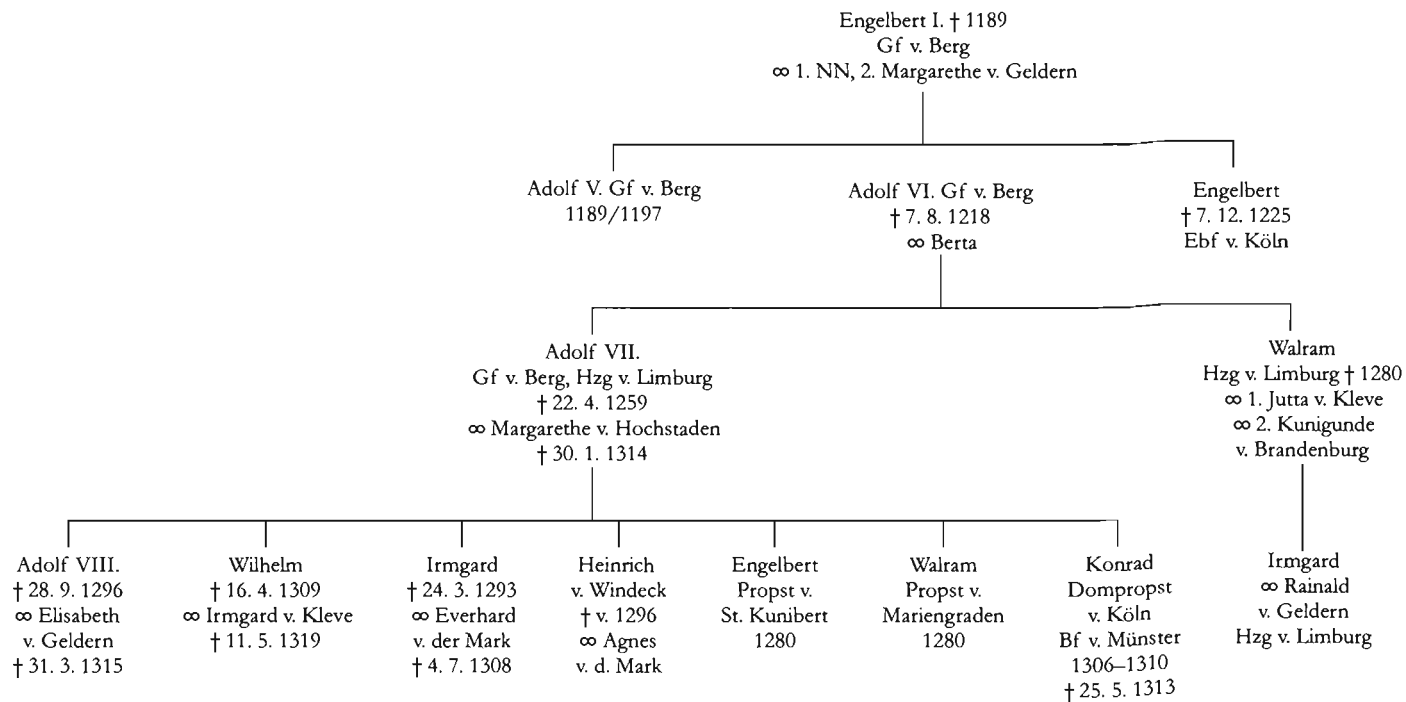 Engelbert I. † 1189
Gf v. Berg
∞ 1. NN, 2. Margarethe v. Geldern
Adolf V. Gf v. Berg
1189/1197
Adolf VI. Gf v. Berg
† 7. 8. 1218
∞ Berta
Engelbert
† 7. 12. 1225
Ebf v. Köln
Adolf VII.
Gf v. Berg, Hzg v. Limburg
† 22. 4. 1259
∞ Margarethe v. Hochstaden
† 30. 1. 1314
Walram
Hzg v. Limburg † 1280
∞ 1. Jutta v. Kleve
∞ 2. Kunigunde
v. Brandenburg
Adolf VIII.
† 28. 9. 1296
∞ Elisabeth
v. Geldern
† 31. 3. 1315
Wilhelm
† 16. 4. 1309
∞ Irmgard v. Kleve
† 11. 5. 1319
Irmgard
† 24. 3. 1293
∞ Everhard
v. der Mark
† 4. 7. 1308
Heinrich
v. Windeck
† v. 1296
∞ Agnes
v. d. Mark
Engelbert
Propst v.
St. Kunibert
1280
Walram
Propst v.
Mariengraden
1280
Konrad
Dompropst
v. Köln
Bf v. Münster
1306–1310
† 25. 5. 1313
Irmgard
∞ Rainald
v. Geldern
Hzg v. Limburg